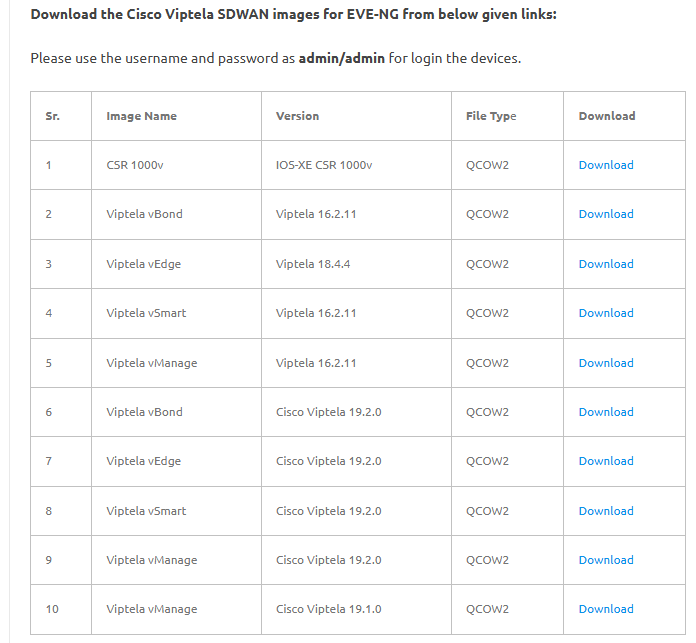 Download the Cisco Viptela SDWAN images for EVE-NG from below given links:
Please use the username and password as admin/admin for login the devices.
Sr. Image Name Version File Type Download
1 CSR 1000v IOS-XE CSR 1000v QCOW2 Download
2 Viptela vBond Viptela 16.2.11 QCOW2 Download
3 Viptela vEdge Viptela 18.4.4 QCOW2 Download
4 Viptela vSmart Viptela 16.2.11 QCOW2 Download
5 Viptela vManage Viptela 16.2.11 QCOW2 Download
6 Viptela vBond Cisco Viptela 19.2.0 QCOW2 Download
7 Viptela vEdge Cisco Viptela 19.2.0 QCOW2 Download
8 Viptela vSmart Cisco Viptela 19.2.0 QCOW2 Download
9 Viptela vManage Cisco Viptela 19.2.0 QCOW2 Download
10 Viptela vManage Cisco Viptela 19.1.0 QCOW2 Download